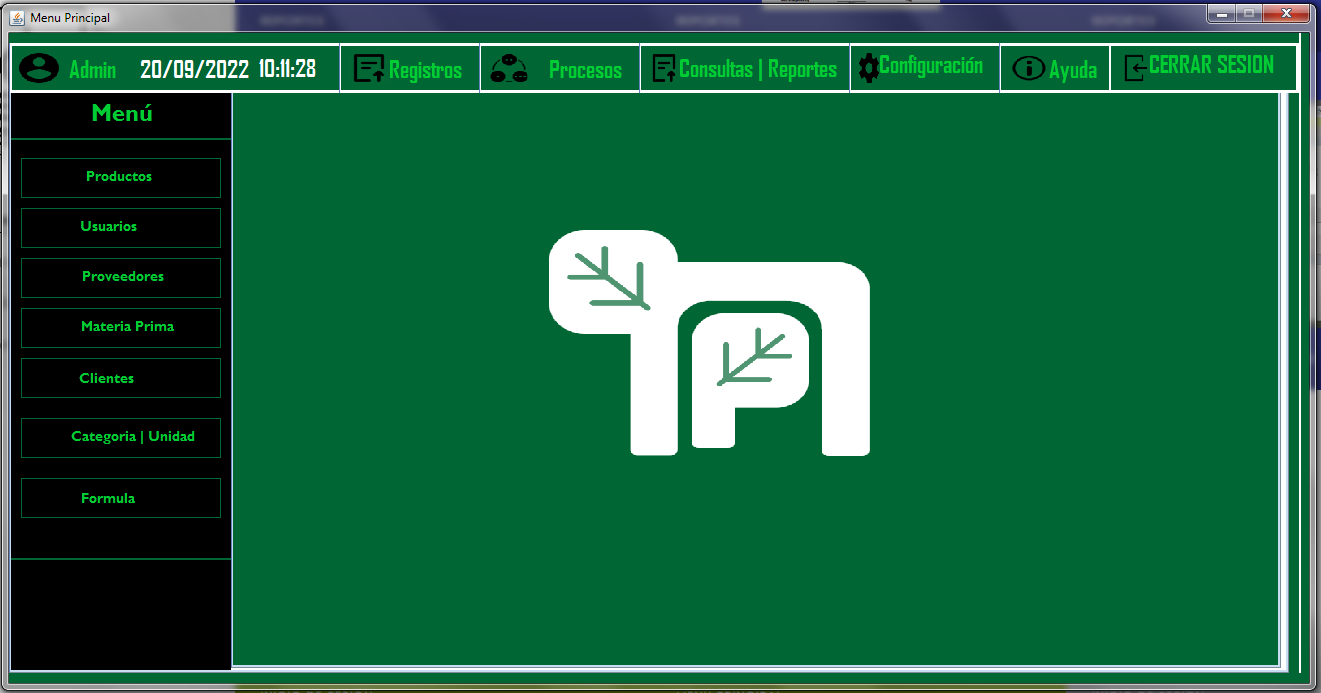 Menu Principal
Admin 20/09/2022 10:11:28 Registros Procesos Consultas | Reportes Configuración Ayuda CERRAR SESION
Menú
Productos
Usuarios
Proveedores
Materia Prima
Clientes
Categoria | Unidad
Formula